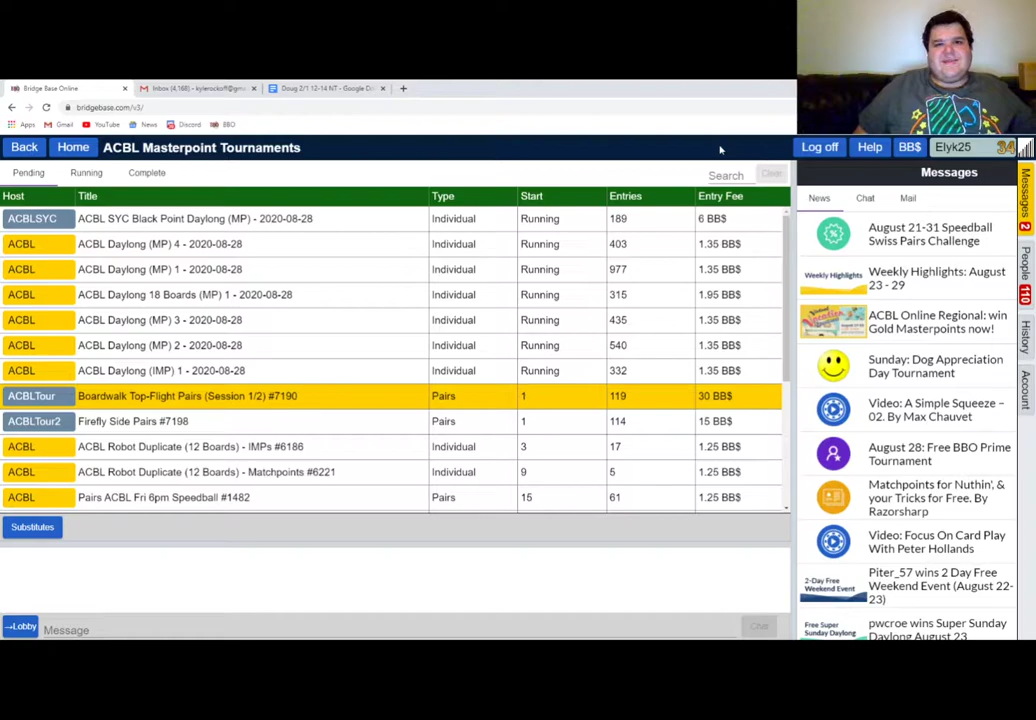 Bridge Base Online
Inbox (4,168) - kylerockoff@gm
Doug 2/1 12-14 NT - Google D
bridgebase.com/v3/
Apps Gmail YouTube News Discord BBO
Back Home ACBL Masterpoint Tournaments
Log off Help BB$ Elyk25 34
Pending Running Complete
Search Clear
Host Title Type Start Entries Entry Fee
ACBLSYC ACBL SYC Black Point Daylong (MP) - 2020-08-28 Individual Running 189 6 BB$
ACBL ACBL Daylong (MP) 4 - 2020-08-28 Individual Running 403 1.35 BB$
ACBL ACBL Daylong (MP) 1 - 2020-08-28 Individual Running 977 1.35 BB$
ACBL ACBL Daylong 18 Boards (MP) 1 - 2020-08-28 Individual Running 315 1.95 BB$
ACBL ACBL Daylong (MP) 3 - 2020-08-28 Individual Running 435 1.35 BB$
ACBL ACBL Daylong (MP) 2 - 2020-08-28 Individual Running 540 1.35 BB$
ACBL ACBL Daylong (IMP) 1 - 2020-08-28 Individual Running 332 1.35 BB$
ACBLTour Boardwalk Top-Flight Pairs (Session 1/2) #7190 Pairs 1 119 30 BB$
ACBLTour2 Firefly Side Pairs #7198 Pairs 1 114 15 BB$
ACBL ACBL Robot Duplicate (12 Boards) - IMPs #6186 Individual 3 17 1.25 BB$
ACBL ACBL Robot Duplicate (12 Boards) - Matchpoints #6221 Individual 9 5 1.25 BB$
ACBL Pairs ACBL Fri 6pm Speedball #1482 Pairs 15 61 1.25 BB$
Substitutes
→Lobby Message Chat
Messages
News Chat Mail
August 21-31 Speedball
Swiss Pairs Challenge
Weekly Highlights
Weekly Highlights: August
23 - 29
ACBL Online Regional: win
Gold Masterpoints now!
Sunday: Dog Appreciation
Day Tournament
Video: A Simple Squeeze –
02. By Max Chauvet
August 28: Free BBO Prime
Tournament
Matchpoints for Nuthin', &
your Tricks for Free. By
Razorsharp
Video: Focus On Card Play
With Peter Hollands
2-Day Free
Weekend Event
Piter_57 wins 2 Day Free
Weekend Event (August 22-
23)
Free Super
Sunday Daylong
pwcroe wins Super Sunday
Daylong August 23
Messages 2
People 110
History
Account